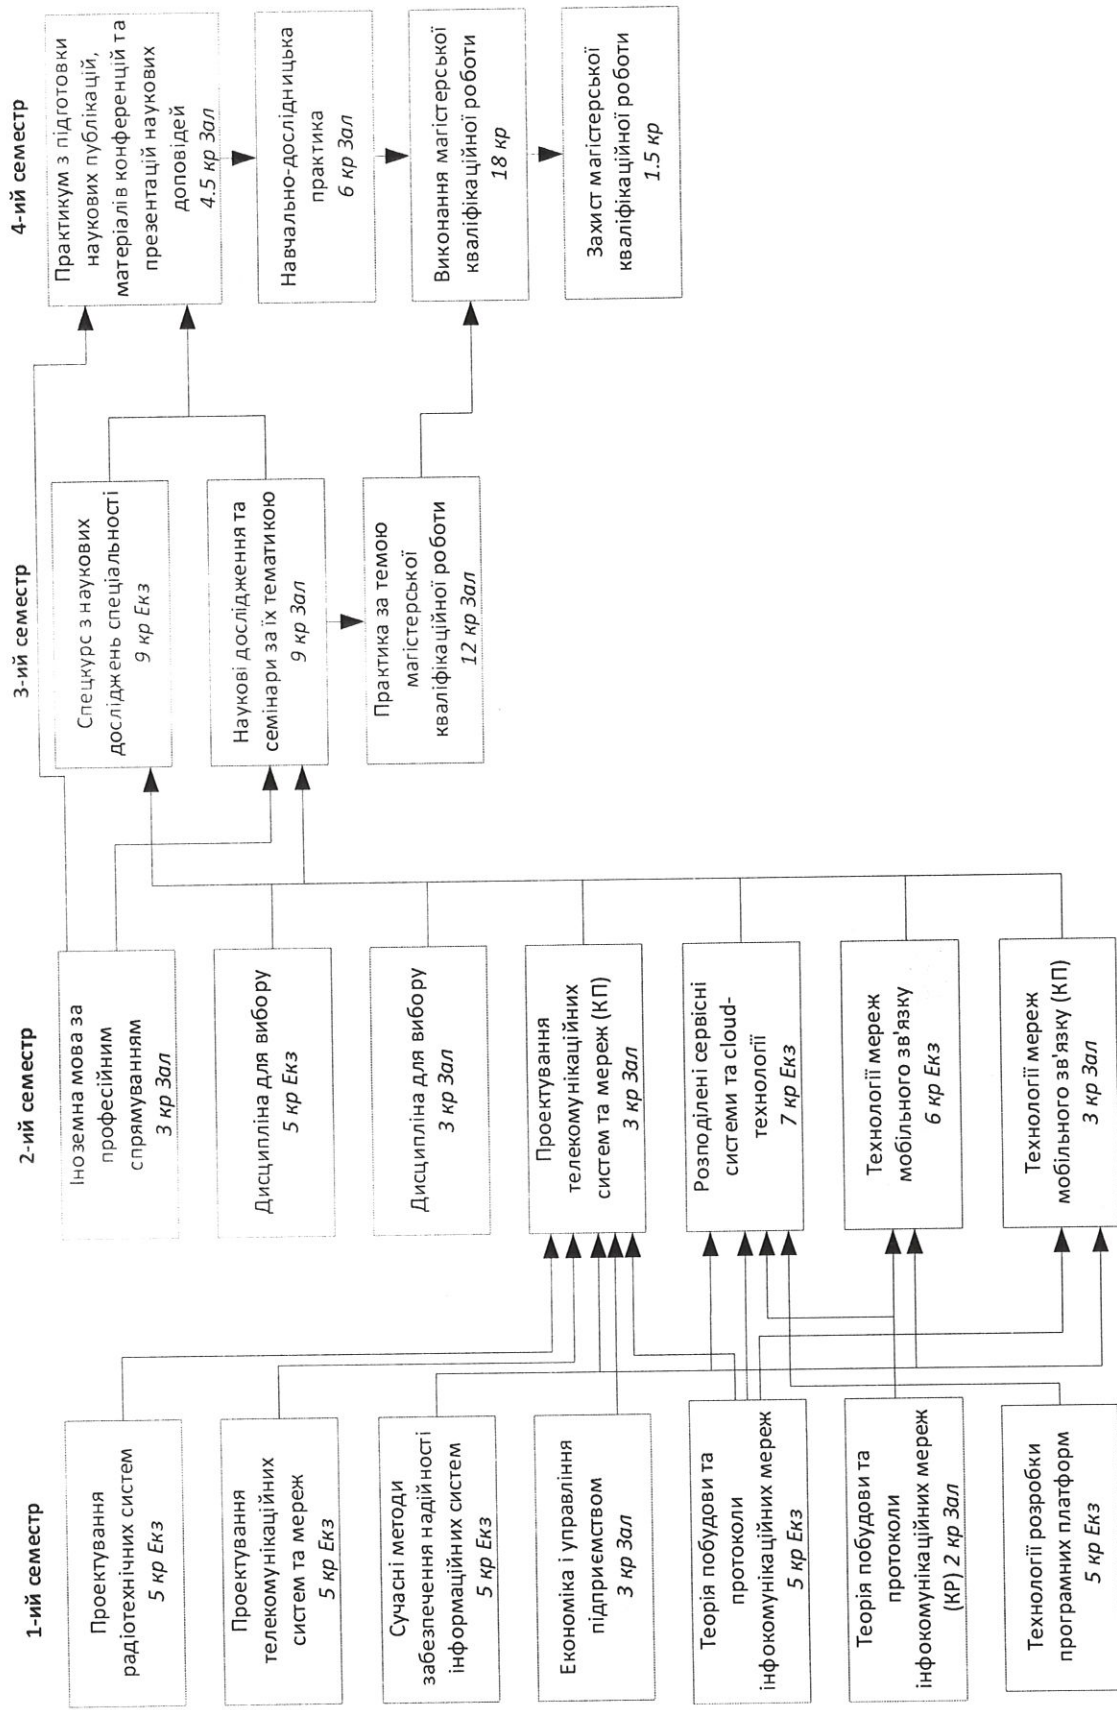 1-ий семестр
Проектування
радіотехнічних систем
5 кр Екз
Проектування
телекомунікаційних
систем та мереж
5 кр Екз
Сучасні методи
забезпечення надійності
інформаційних систем
5 кр Екз
Економіка і управління
підприємством
3 кр Зал
Теорія побудови та
протоколи
інфокомунікаційних мереж
5 кр Екз
Теорія побудови та
протоколи
інфокомунікаційних мереж
(КР) 2 кр Зал
Технології розробки
програмних платформ
5 кр Екз
2-ий семестр
Іноземна мова за
професійним
спрямуванням
3 кр Зал
Дисципліна для вибору
5 кр Екз
Дисципліна для вибору
3 кр Зал
Проектування
телекомунікаційних
систем та мереж (КП)
3 кр Зал
Розподілені сервісні
системи та cloud-
технології
7 кр Екз
Технології мереж
мобільного зв'язку
6 кр Екз
Технології мереж
мобільного зв'язку (КП)
3 кр Зал
3-ий семестр
Спецкурс з наукових
досліджень спеціальності
9 кр Екз
Наукові дослідження та
семінари за їх тематикою
9 кр Зал
Практика за темою
магістерської
кваліфікаційної роботи
12 кр Зал
4-ий семестр
Практикум з підготовки
наукових публікацій,
матеріалів конференцій та
презентацій наукових
доповідей
4.5 кр Зал
Навчально-дослідницька
практика
6 кр Зал
Виконання магістерської
кваліфікаційної роботи
18 кр
Захист магістерської
кваліфікаційної роботи
1.5 кр